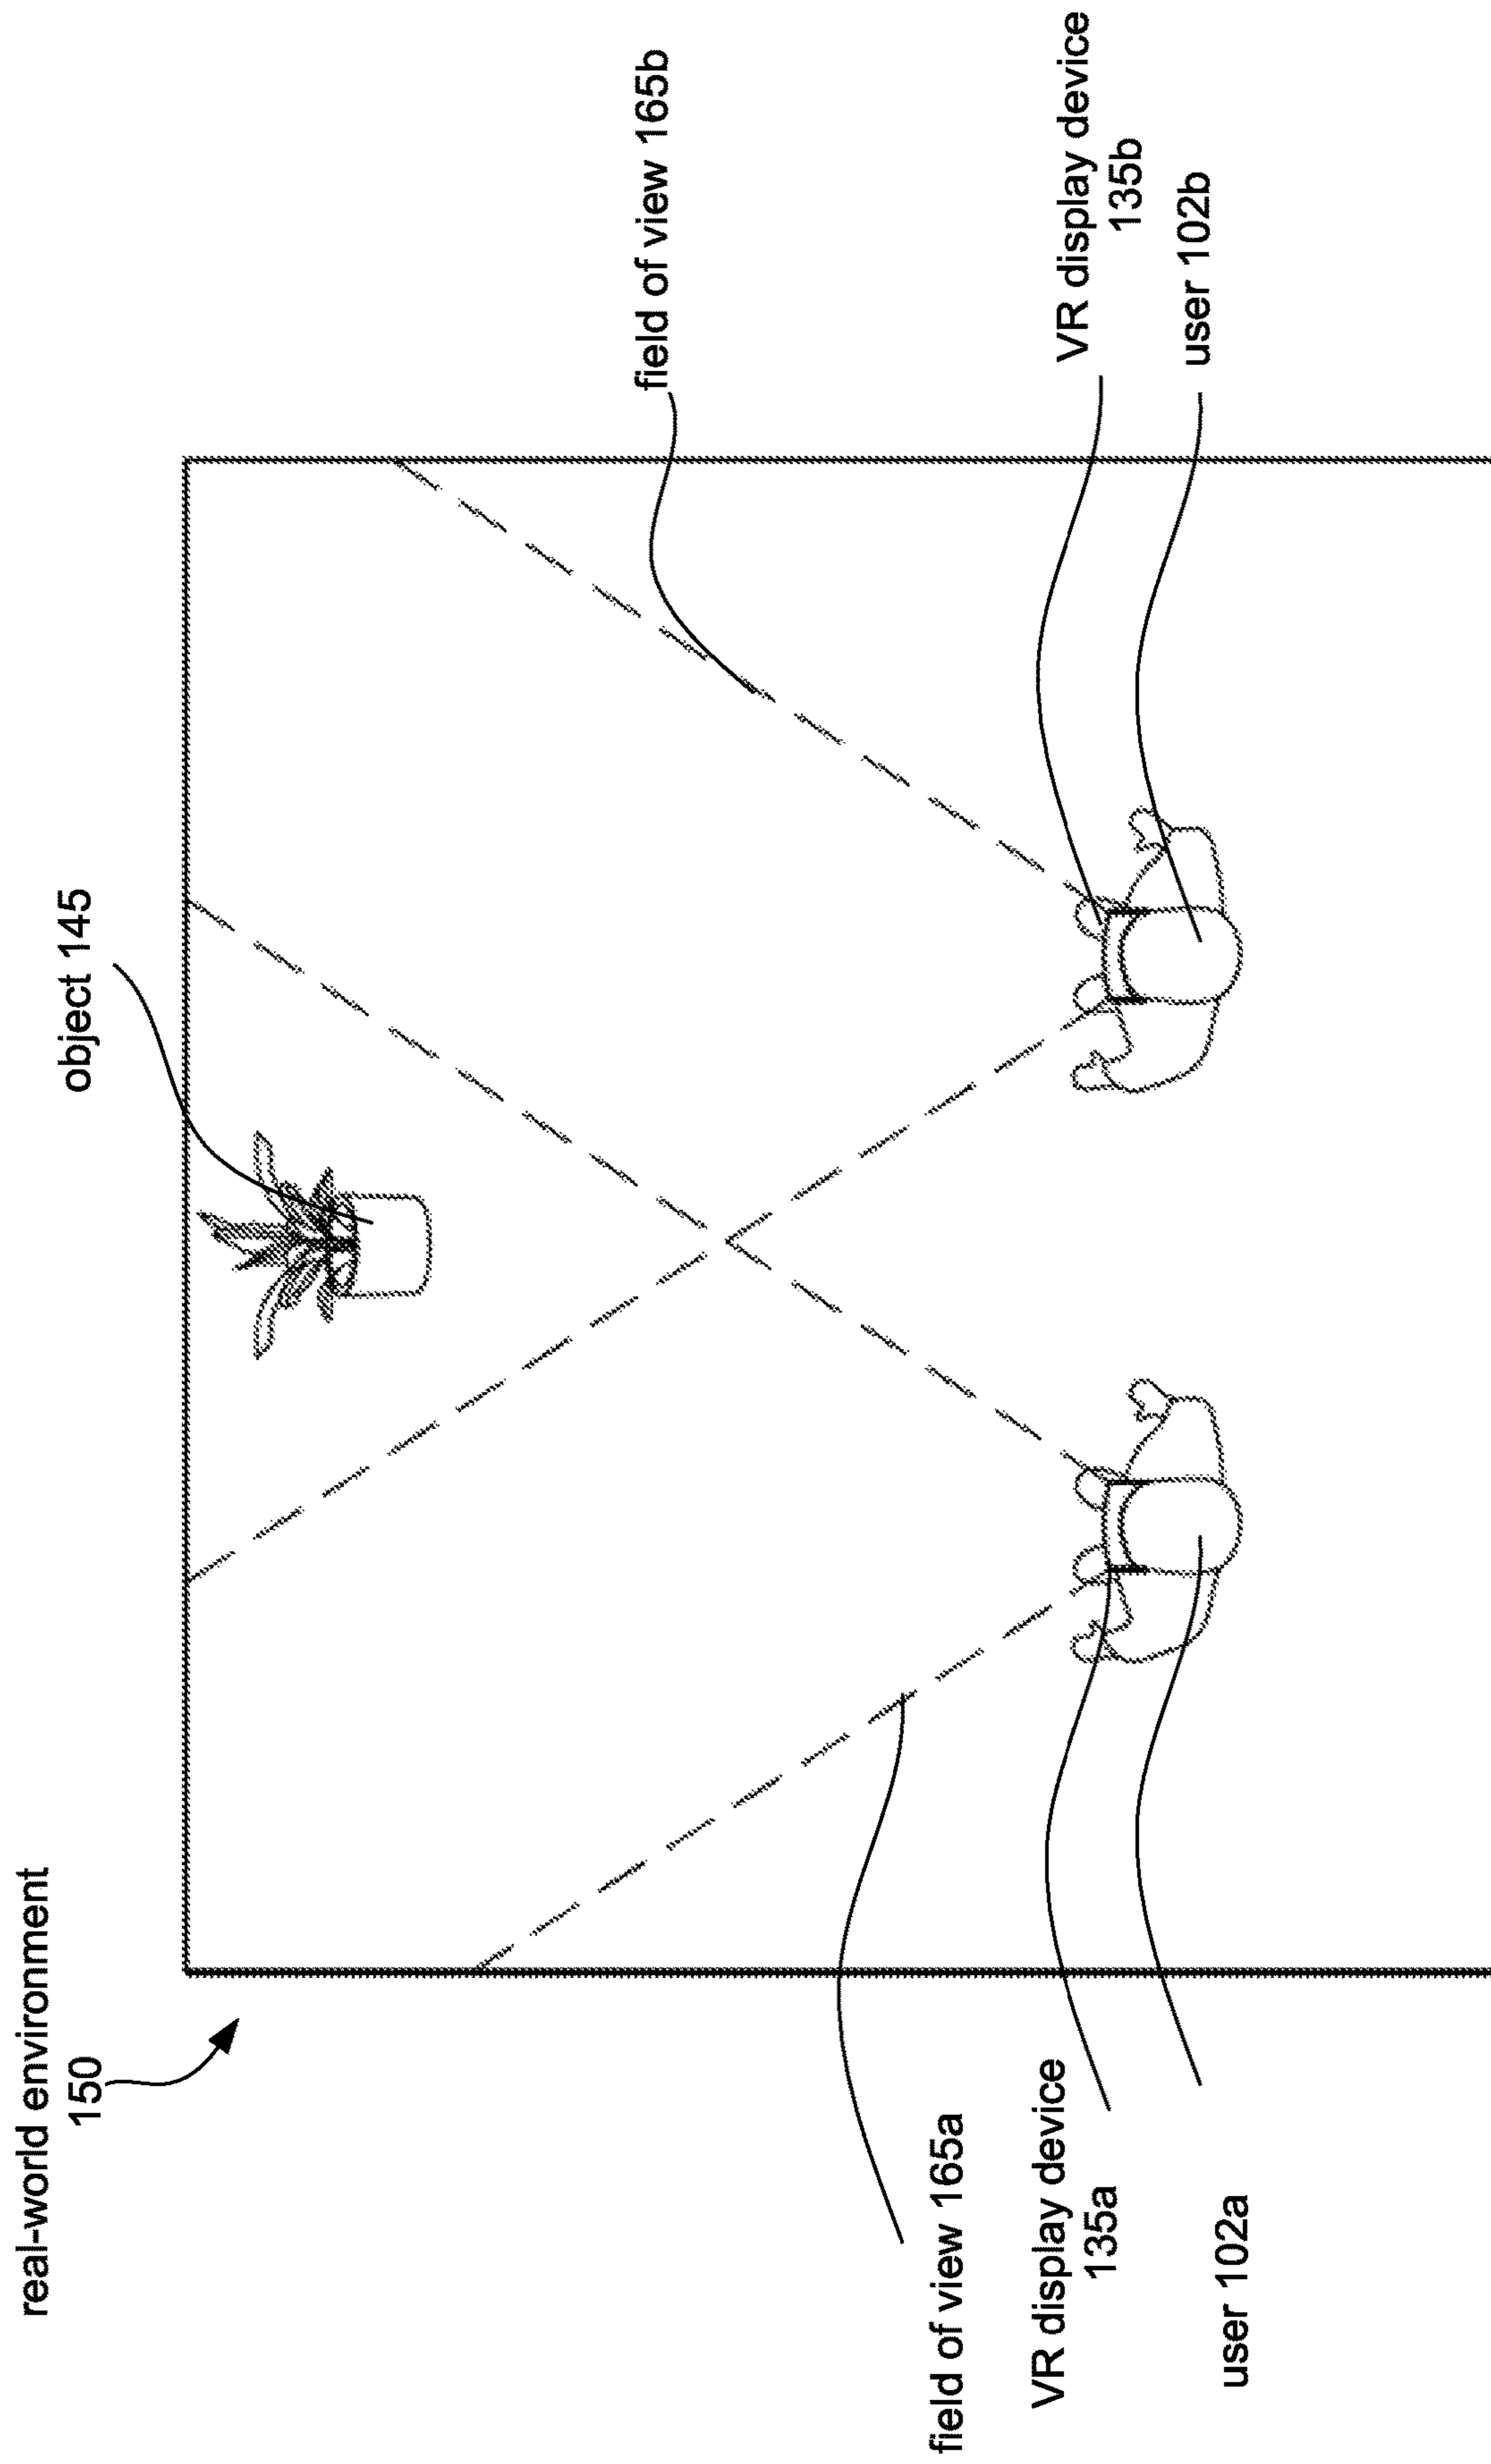 real-world environment
150
object 145
field of view 165b
VR display device
135b
user 102b
field of view 165a
VR display device
135a
user 102a